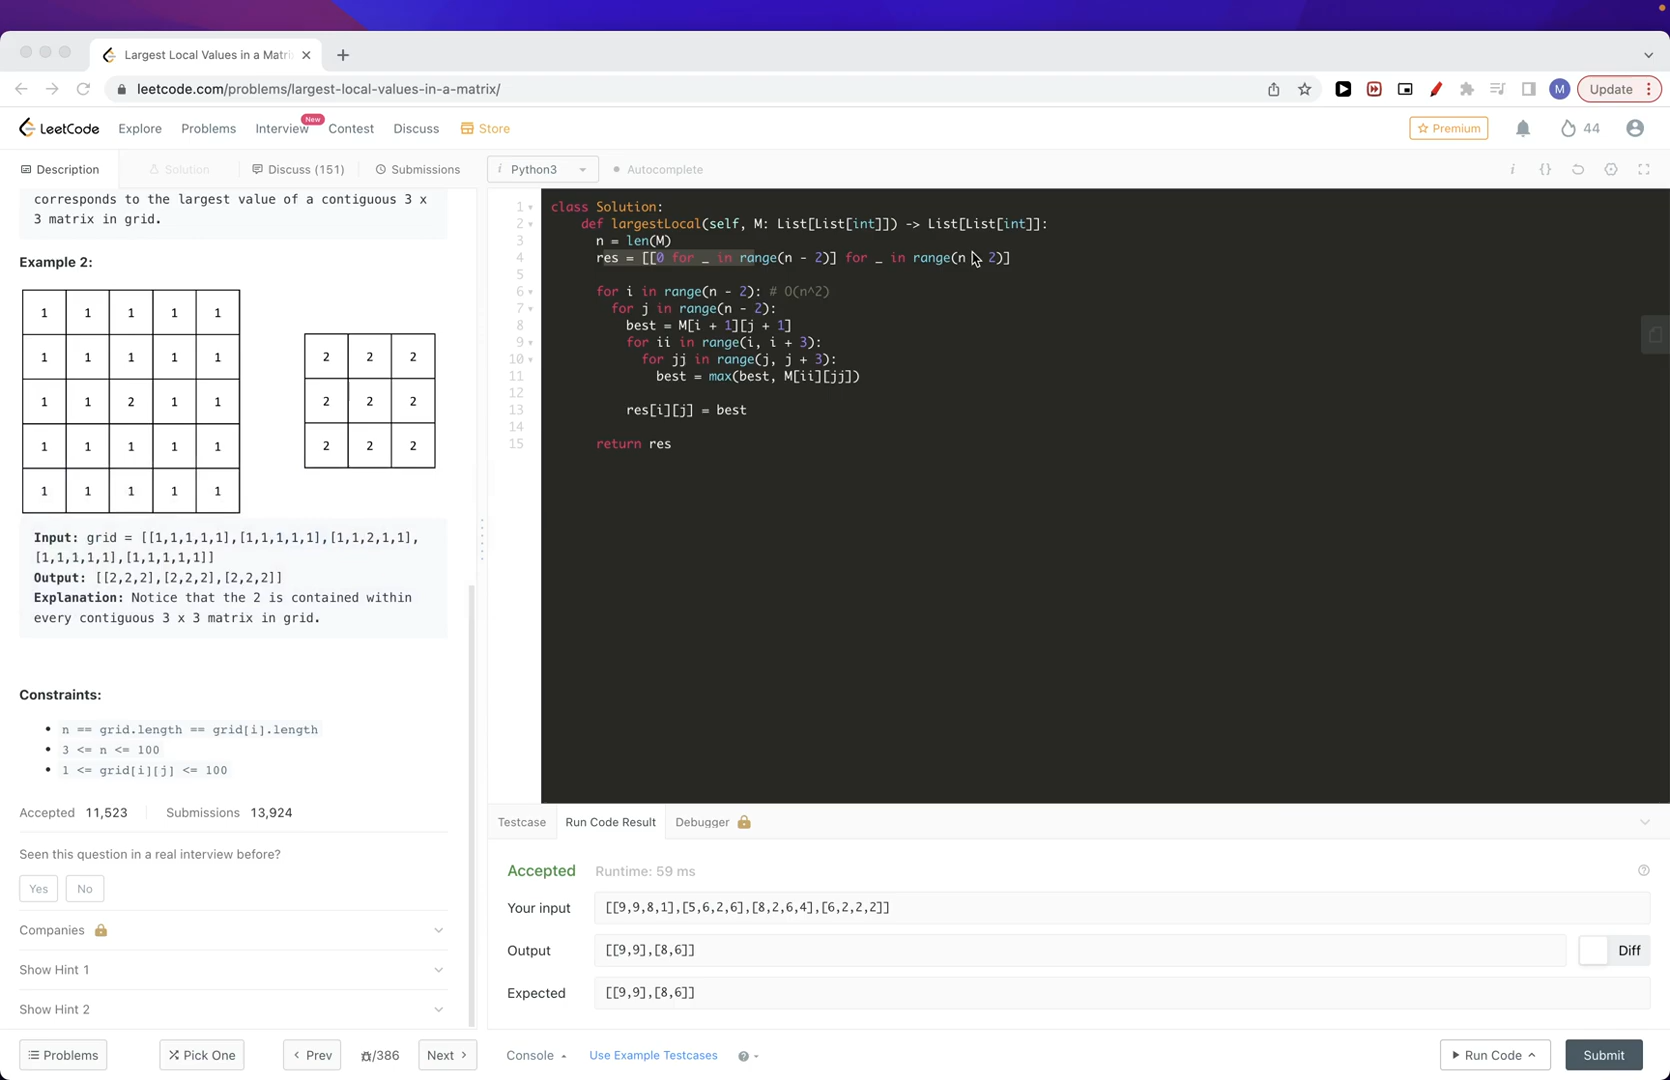 Largest Local Values in a Matri
leetcode.com/problems/largest-local-values-in-a-matrix/
M
Update
LeetCode
Explore
Problems
Interview
New
Contest
Discuss
Store
Premium
44
Description
Solution
Discuss (151)
Submissions
i Python3
Autocomplete
i {}
corresponds to the largest value of a contiguous 3 x
3 matrix in grid.
Example 2:
1 1 1 1 1
1 1 1 1 1
1 1 2 1 1
1 1 1 1 1
1 1 1 1 1
2 2 2
2 2 2
2 2 2
Input: grid = [[1,1,1,1,1],[1,1,1,1,1],[1,1,2,1,1],
[1,1,1,1,1],[1,1,1,1,1]]
Output: [[2,2,2],[2,2,2],[2,2,2]]
Explanation: Notice that the 2 is contained within
every contiguous 3 x 3 matrix in grid.
Constraints:
• n == grid.length == grid[i].length
• 3 <= n <= 100
• 1 <= grid[i][j] <= 100
Accepted 11,523 Submissions 13,924
Seen this question in a real interview before?
Yes No
Companies
Show Hint 1
Show Hint 2
Problems
Pick One
Prev
/386
Next
1 class Solution:
2 def largestLocal(self, M: List[List[int]]) -> List[List[int]]:
3 n = len(M)
4 res = [[0 for _ in range(n - 2)] for _ in range(n 2)]
5
6 for i in range(n - 2): # O(n^2)
7 for j in range(n - 2):
8 best = M[i + 1][j + 1]
9 for ii in range(i, i + 3):
10 for jj in range(j, j + 3):
11 best = max(best, M[ii][jj])
12
13 res[i][j] = best
14
15 return res
Testcase
Run Code Result
Debugger
Accepted Runtime: 59 ms
Your input [[9,9,8,1],[5,6,2,6],[8,2,6,4],[6,2,2,2]]
Output [[9,9],[8,6]]
Diff
Expected [[9,9],[8,6]]
Console
Use Example Testcases
Run Code
Submit